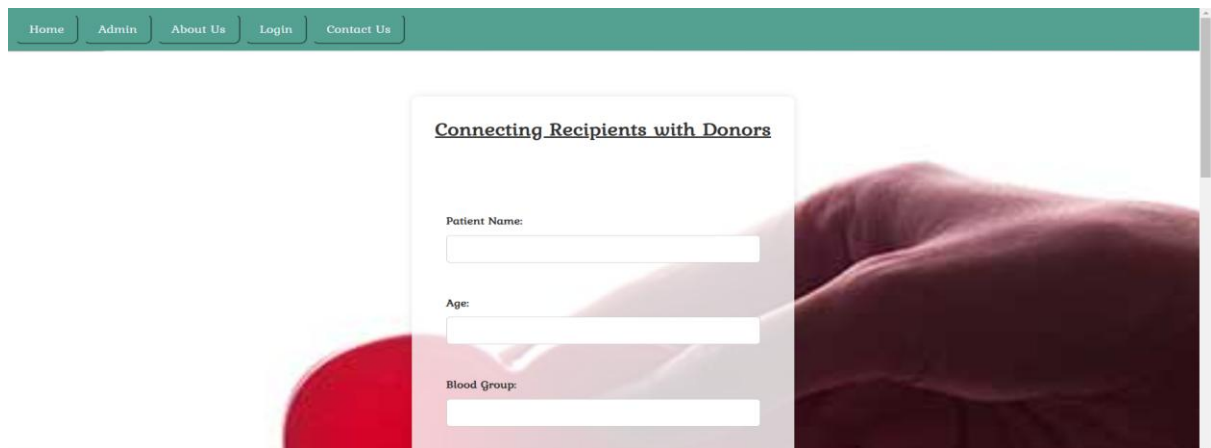 Home Admin About Us Login Contact Us
Connecting Recipients with Donors
Patient Name:
Age:
Blood Group: